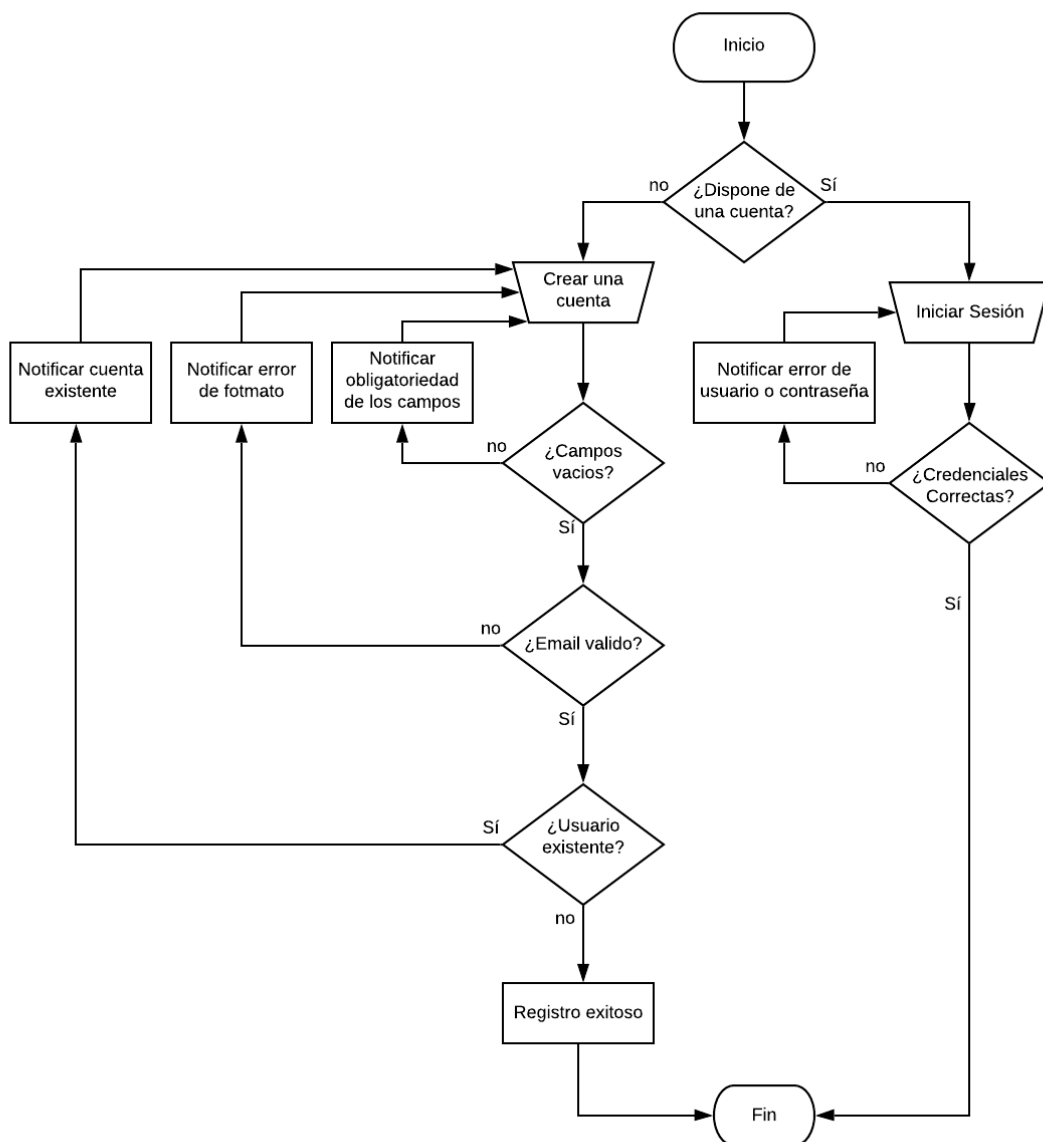 Inicio
¿Dispone de
una cuenta?
no
Sí
Crear una
cuenta
Iniciar Sesión
Notificar cuenta
existente
Notificar error
de fotmato
Notificar
obligatoriedad
de los campos
Notificar error de
usuario o contraseña
¿Campos
vacios?
no
Sí
¿Credenciales
Correctas?
no
Sí
¿Email valido?
no
Sí
¿Usuario
existente?
Sí
no
Registro exitoso
Fin